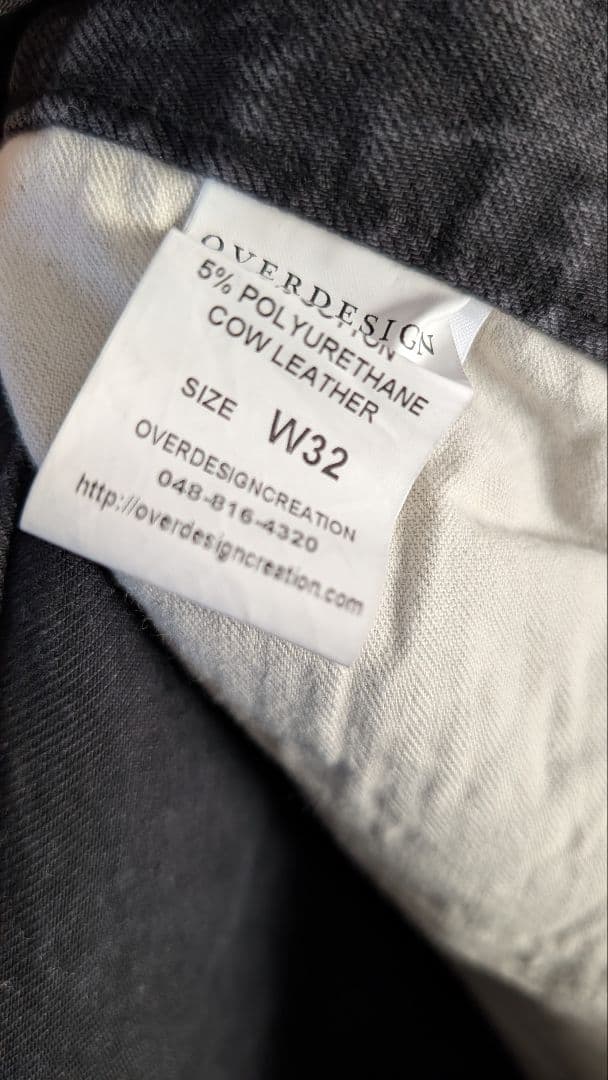 OVERDESIGN
5% POLYURETHANE
COW LEATHER
SIZE W32
OVERDESIGNCREATION
048-816-4320
http://overdesigncreation.com